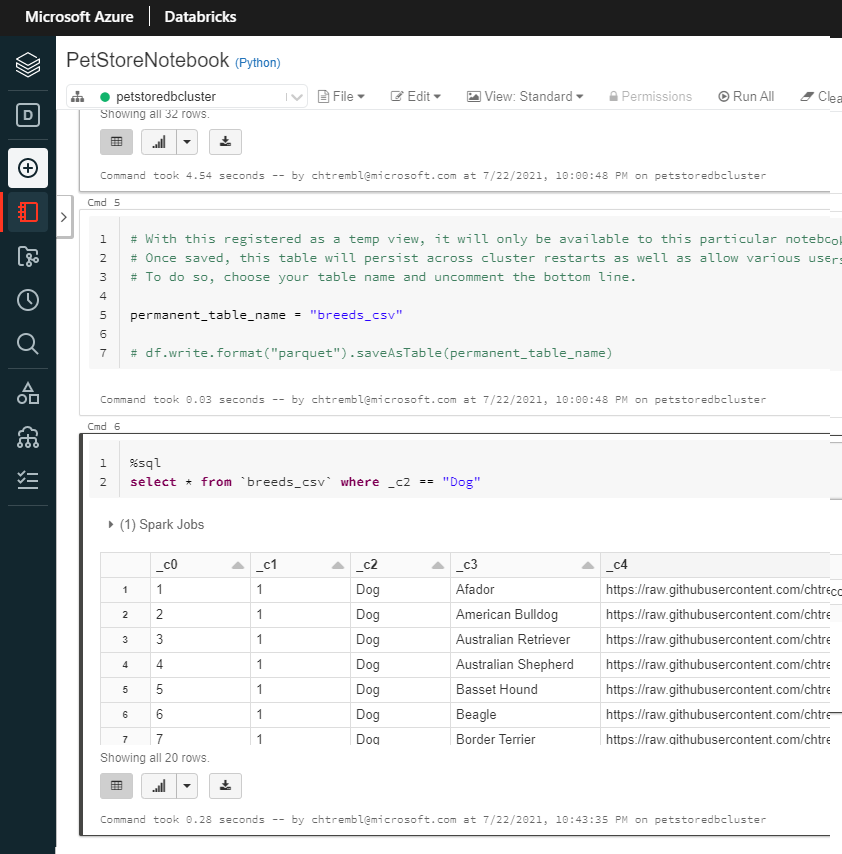 Microsoft Azure | Databricks
PetStoreNotebook (Python)
petstoredbcluster File Edit View: Standard Permissions Run All Clea
Showing all 32 rows.
Command took 4.54 seconds -- by chtrembl@microsoft.com at 7/22/2021, 10:00:48 PM on petstoredbcluster
Cmd 5
1 # With this registered as a temp view, it will only be available to this particular notebook
2 # Once saved, this table will persist across cluster restarts as well as allow various users
3 # To do so, choose your table name and uncomment the bottom line.
4
5 permanent_table_name = "breeds_csv"
6
7 # df.write.format("parquet").saveAsTable(permanent_table_name)
Command took 0.03 seconds -- by chtrembl@microsoft.com at 7/22/2021, 10:00:48 PM on petstoredbcluster
Cmd 6
1 %sql
2 select * from `breeds_csv` where _c2 == "Dog"
(1) Spark Jobs
_c0 _c1 _c2 _c3 _c4
1 1 1 Dog Afador https://raw.githubusercontent.com/chtre
2 2 1 Dog American Bulldog https://raw.githubusercontent.com/chtre
3 3 1 Dog Australian Retriever https://raw.githubusercontent.com/chtre
4 4 1 Dog Australian Shepherd https://raw.githubusercontent.com/chtre
5 5 1 Dog Basset Hound https://raw.githubusercontent.com/chtre
6 6 1 Dog Beagle https://raw.githubusercontent.com/chtre
7 7 1 Dog Border Terrier https://raw.githubusercontent.com/chtre
Showing all 20 rows.
Command took 0.28 seconds -- by chtrembl@microsoft.com at 7/22/2021, 10:43:35 PM on petstoredbcluster